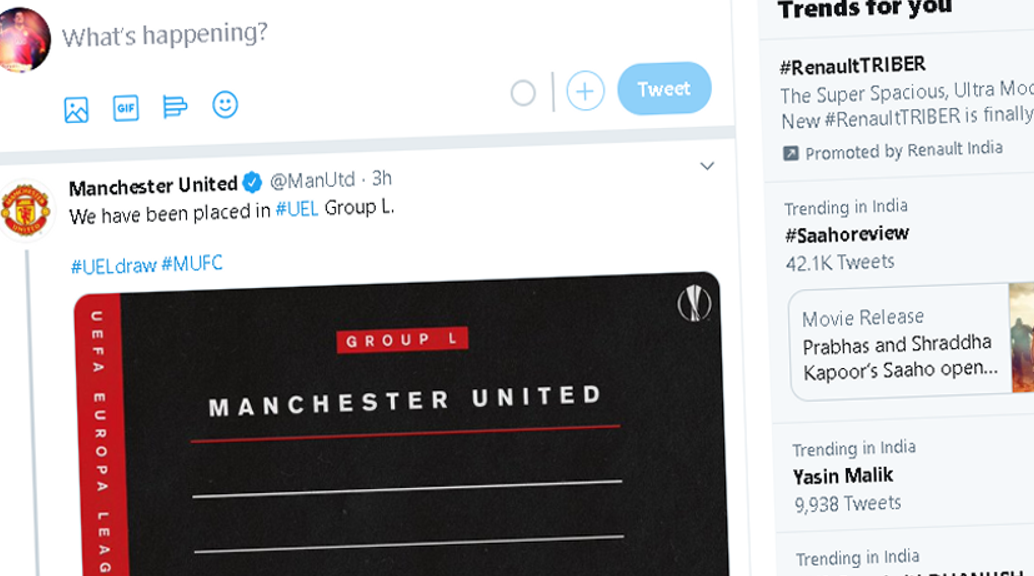 What's happening?
GIF
Tweet
Manchester United @ManUtd · 3h
We have been placed in #UEL Group L.
#UELdraw #MUFC
UEFA EUROPA
GROUP L
MANCHESTER UNITED
Trends for you
#RenaultTRIBER
The Super Spacious, Ultra
New #RenaultTRIBER is finally
Promoted by Renault India
Trending in India
#Saahoreview
42.1K Tweets
Movie Release
Prabhas and Shraddha
Kapoor's Saaho open...
Trending in India
Yasin Malik
9,938 Tweets
Trending in India